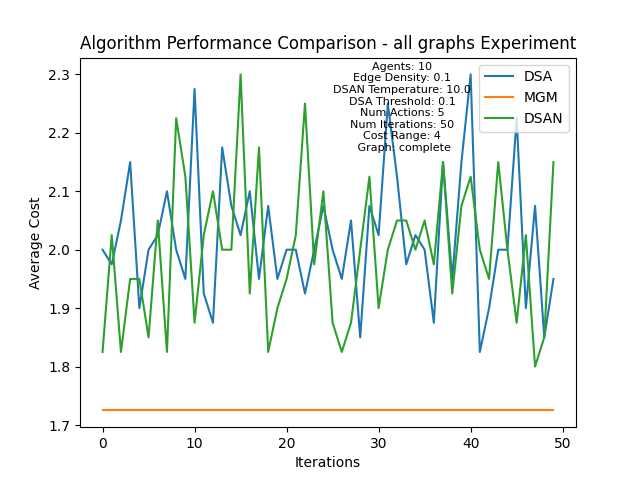 Algorithm Performance Comparison - all graphs Experiment
Agents: 10
Edge Density: 0.1
DSAN Temperature: 10.0
DSA Threshold: 0.1
Num Actions: 5
Num Iterations: 50
Cost Range: 4
Graph: complete
DSA
MGM
DSAN
Average Cost
2.3
2.2
2.1
2.0
1.9
1.8
1.7
0
10
20
30
40
50
Iterations